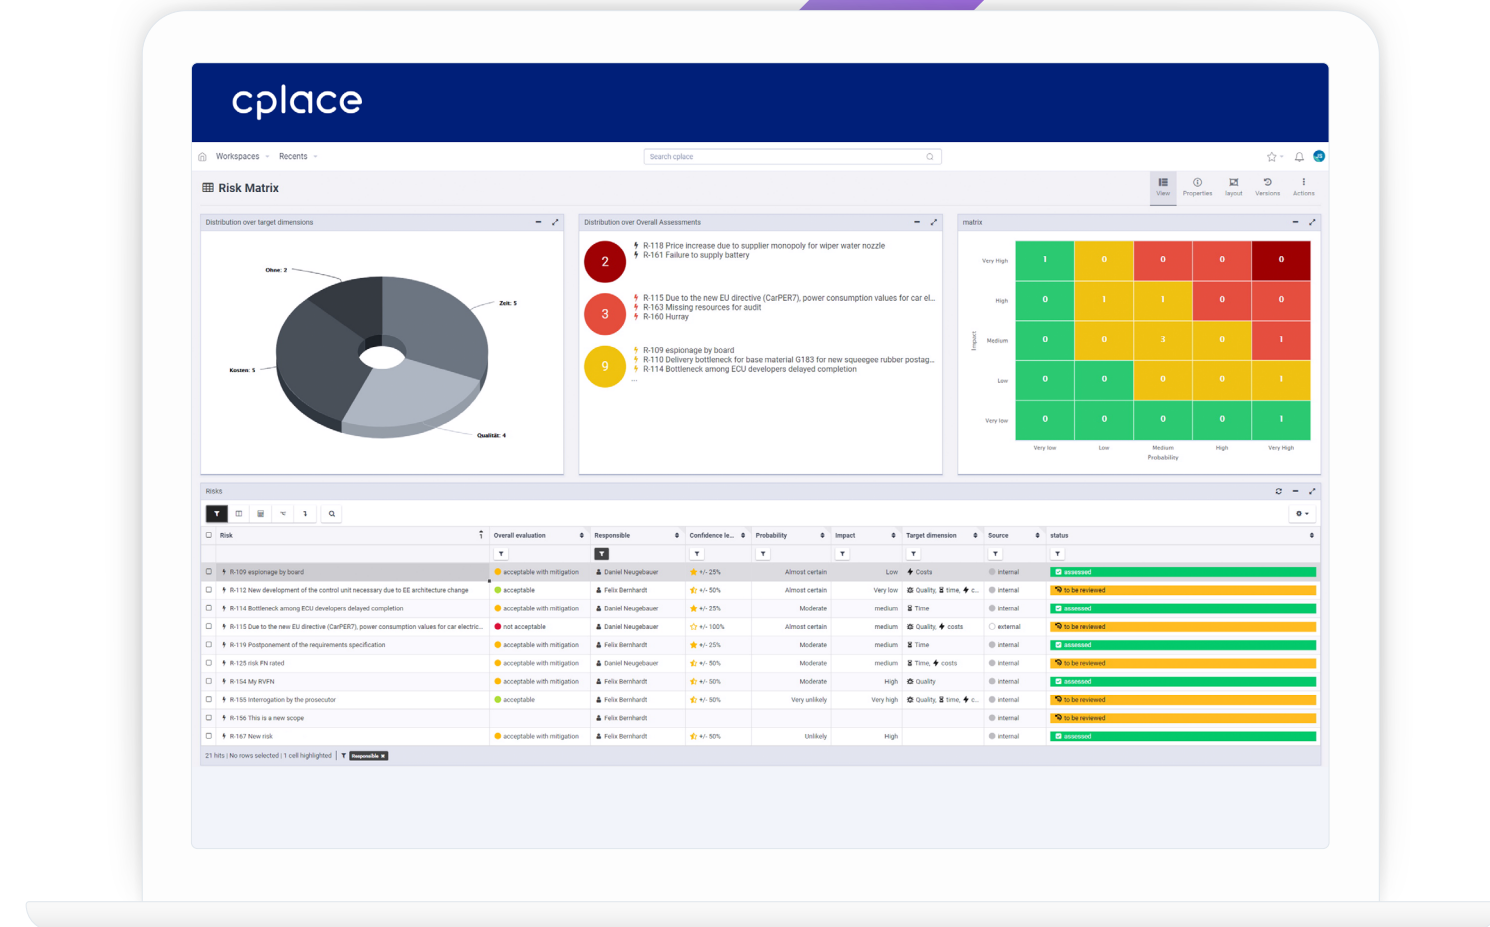 cplace
Workspaces Recents Search cplace JS
Risk Matrix View Properties layout Versions Actions
Distribution over target dimensions
Ohne: 2
Zeit: 5
Kosten: 5
Qualität: 4
Distribution over Overall Assessments
2
R-118 Price increase due to supplier monopoly for wiper water nozzle
R-161 Failure to supply battery
3
R-115 Due to the new EU directive (CarPER7), power consumption values for car el...
R-163 Missing resources for audit
R-160 Hurray
9
R-109 espionage by board
R-110 Delivery bottleneck for base material G183 for new squeegee rubber postag...
R-114 Bottleneck among ECU developers delayed completion
...
matrix
Impact
Very High 1 0 0 0 0
High 0 1 1 0 0
Medium 0 0 3 0 1
Low 0 0 0 0 1
Very low 0 0 0 0 1
Very low Low Medium High Very High
Probability
Risks
Risk 1 Overall evaluation Responsible Confidence le... Probability Impact Target dimension Source status
R-109 espionage by board acceptable with mitigation Daniel Neugebauer +/- 25% Almost certain Low Costs internal assessed
R-112 New development of the control unit necessary due to EE architecture change acceptable Felix Bernhardt +/- 50% Almost certain Very low Quality, time, c... internal to be reviewed
R-114 Bottleneck among ECU developers delayed completion acceptable with mitigation Daniel Neugebauer +/- 25% Moderate medium Time internal assessed
R-115 Due to the new EU directive (CarPER7), power consumption values for car electric... not acceptable Daniel Neugebauer +/- 100% Almost certain medium Quality, costs external to be reviewed
R-119 Postponement of the requirements specification acceptable with mitigation Felix Bernhardt +/- 25% Moderate medium Time internal assessed
R-125 risk FN rated acceptable with mitigation Daniel Neugebauer +/- 50% Moderate medium Time, costs internal to be reviewed
R-154 My RVFN acceptable with mitigation Felix Bernhardt +/- 50% Moderate High Quality internal assessed
R-155 Interrogation by the prosecutor acceptable Felix Bernhardt +/- 50% Very unlikely Very high Quality, time, c... internal to be reviewed
R-156 This is a new scope Felix Bernhardt internal to be reviewed
R-167 New risk acceptable with mitigation Felix Bernhardt +/- 50% Unlikely High internal assessed
21 hits | No rows selected | 1 cell highlighted Responsible